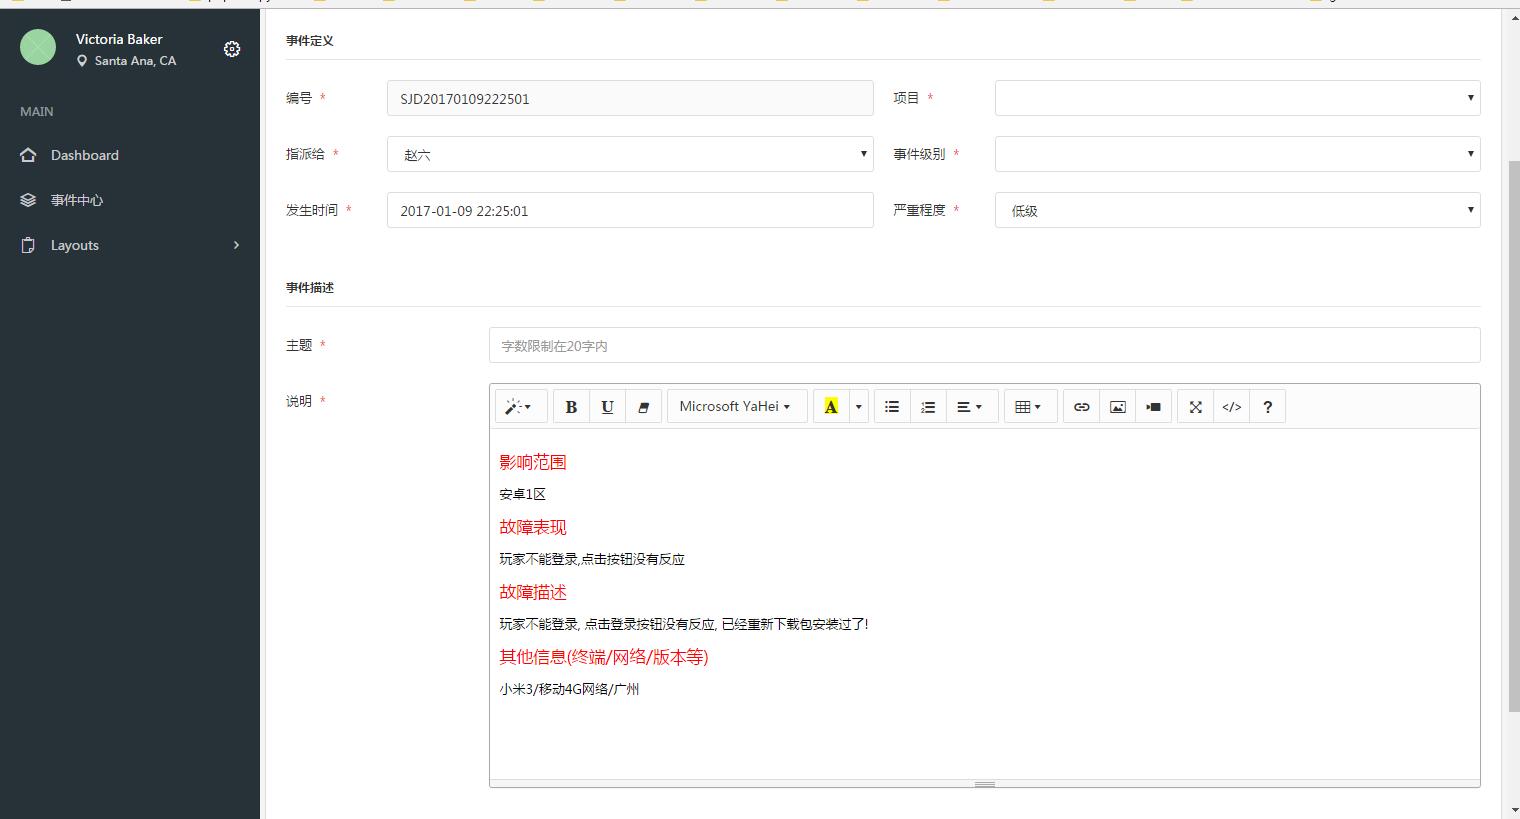 Victoria Baker
Santa Ana, CA
MAIN
Dashboard
事件中心
Layouts
事件定义
编号 *
SJD20170109222501
项目 *
指派给 *
赵六
事件级别 *
发生时间 *
2017-01-09 22:25:01
严重程度 *
低级
事件描述
主题 *
字数限制在20字内
说明 *
B U Microsoft YaHei A </> ?
影响范围
安卓1区
故障表现
玩家不能登录,点击按钮没有反应
故障描述
玩家不能登录, 点击登录按钮没有反应, 已经重新下载包安装过了!
其他信息(终端/网络/版本等)
小米3/移动4G网络/广州